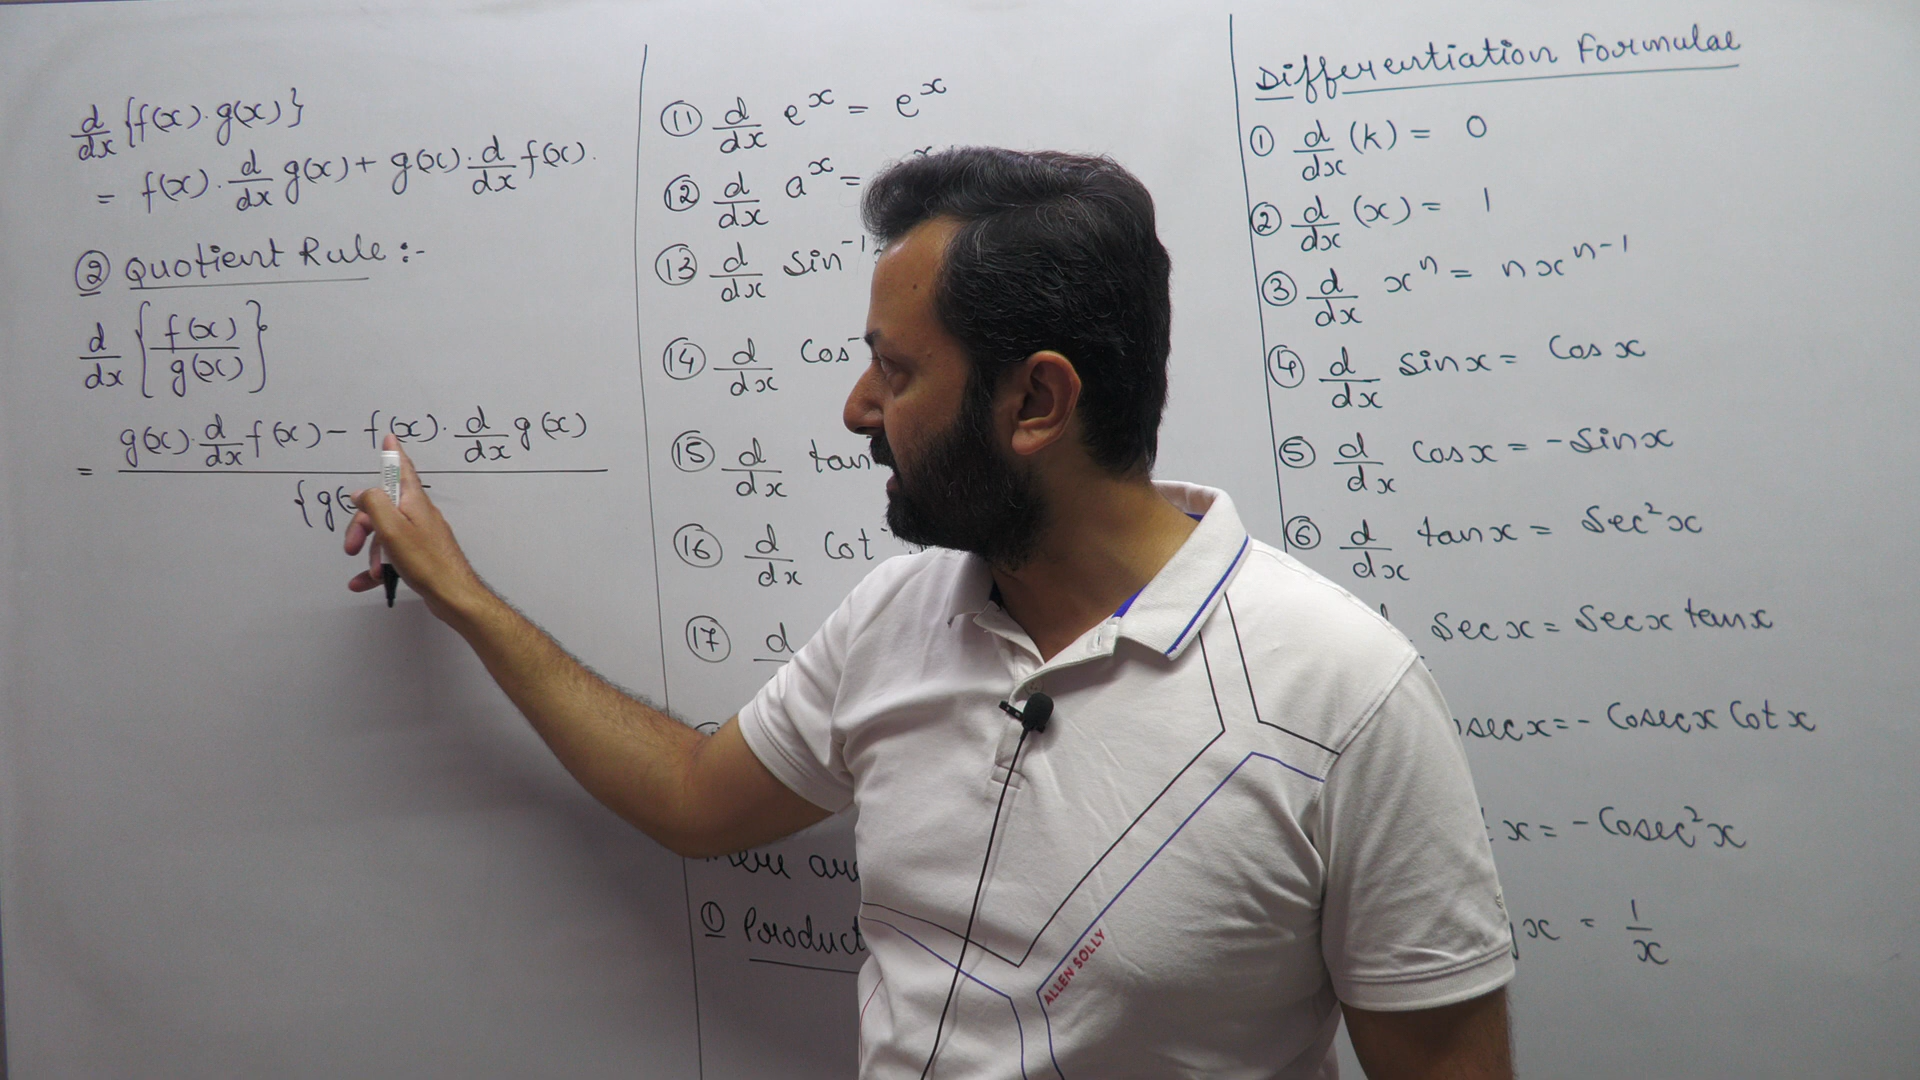 d/dx {f(x).g(x)}
= f(x). d/dx g(x) + g(x). d/dx f(x).
② Quotient Rule :-
d/dx {f(x)/g(x)}
= g(x). d/dx f(x) - f(x). d/dx g(x)
{g(
⑪ d/dx e^x = e^x
⑫ d/dx a^x =
⑬ d/dx Sin^-1
⑭ d/dx Cos^-
⑮ d/dx tan
⑯ d/dx Cot^-
⑰ d
There are
① Product
Differentiation Formulae
① d/dx (k) = 0
② d/dx (x) = 1
③ d/dx x^n = nx^n-1
④ d/dx Sinx = Cosx
⑤ d/dx Cosx = -Sinx
⑥ d/dx tanx = Sec²x
Secx = Secx tanx
osecx = - Cosecx Cotx
x = - Cosec²x
x = 1/x
ALLEN SOLLY